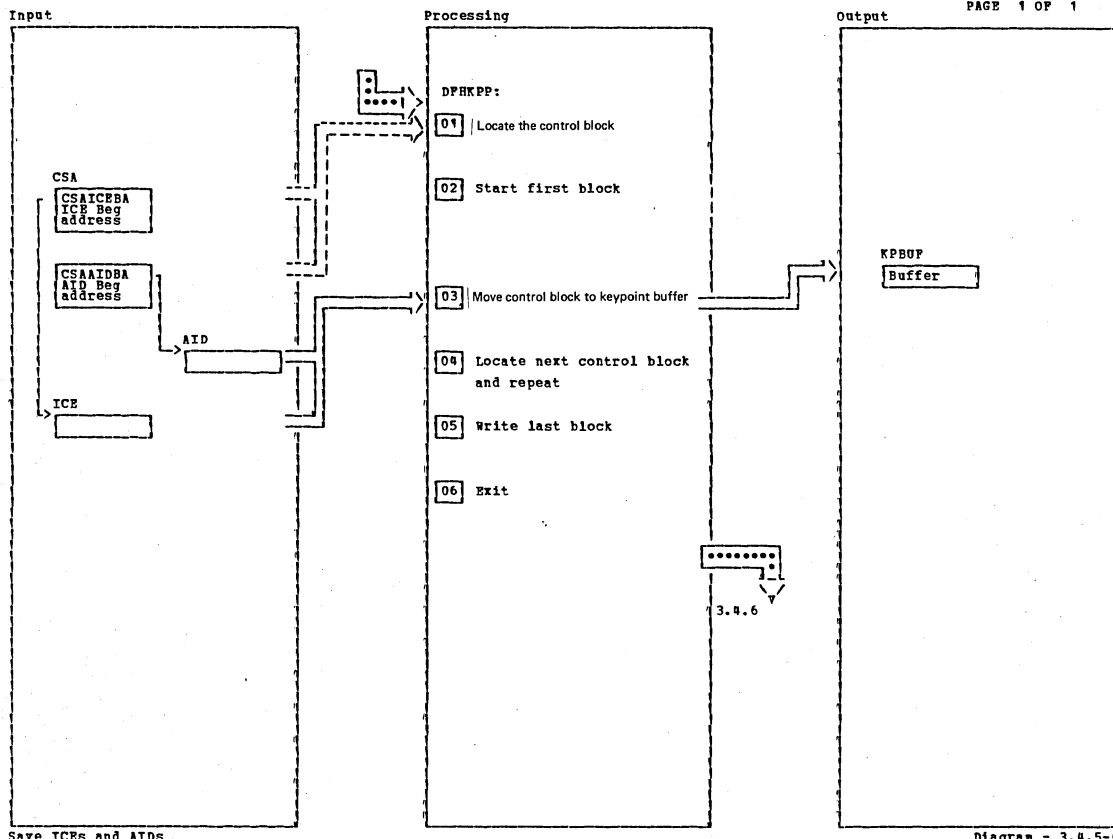 PAGE 1 OF 1
Input
Processing
Output
DFHKPP:
01 Locate the control block
CSA
CSAICEBA
ICE Beg
address
02 Start first block
CSAAIDBA
AID Beg
address
KPBUF
Buffer
03 Move control block to keypoint buffer
AID
04 Locate next control block
and repeat
ICE
05 Write last block
06 Exit
3.4.6
Save ICEs and AIDs
Diagram - 3.4.5-